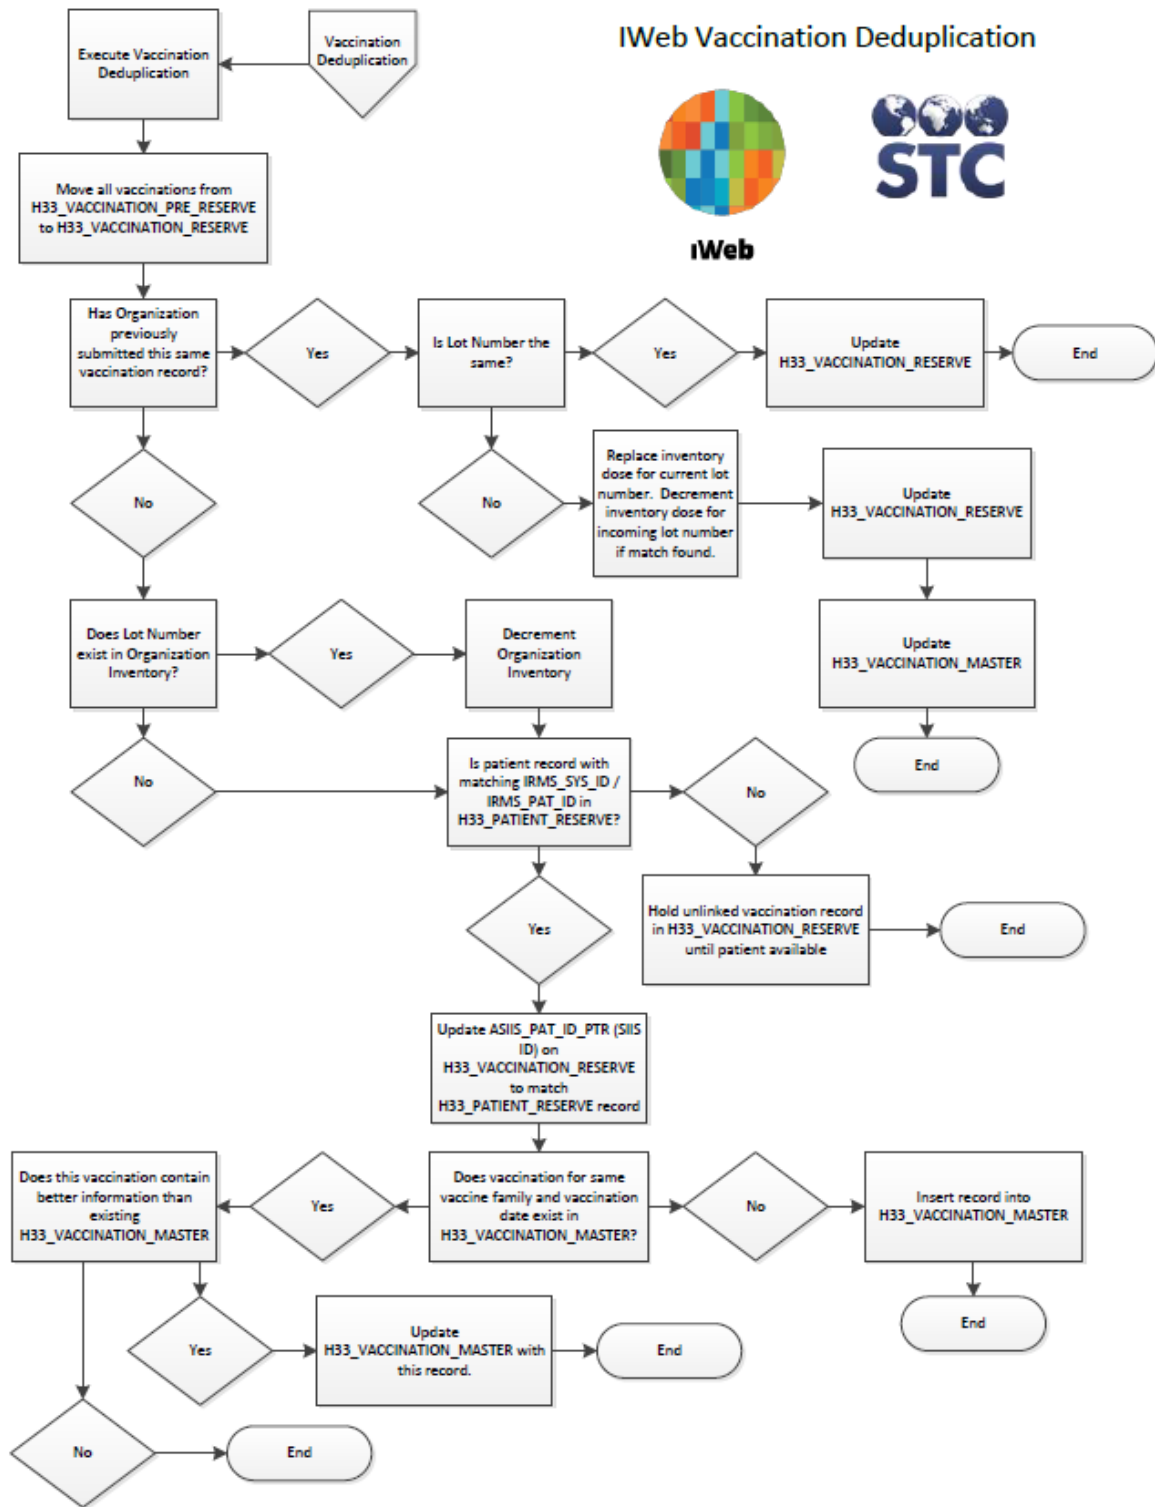 IWeb Vaccination Deduplication
Execute Vaccination
Deduplication
Vaccination
Deduplication
STC
ıWeb
Move all vaccinations from
H33_VACCINATION_PRE_RESERVE
to H33_VACCINATION_RESERVE
Has Organization
previously
submitted this same
vaccination record?
Yes
Is Lot Number the
same?
Yes
Update
H33_VACCINATION_RESERVE
End
No
No
Replace inventory
dose for current lot
number. Decrement
inventory dose for
incoming lot number
if match found.
Update
H33_VACCINATION_RESERVE
Does Lot Number
exist in Organization
Inventory?
Yes
Decrement
Organization
Inventory
Update
H33_VACCINATION_MASTER
End
No
Is patient record with
matching IRMS_SYS_ID /
IRMS_PAT_ID in
H33_PATIENT_RESERVE?
No
Yes
Hold unlinked vaccination record
in H33_VACCINATION_RESERVE
until patient available
End
Update ASIIS_PAT_ID_PTR (SIIS
ID) on
H33_VACCINATION_RESERVE
to match
H33_PATIENT_RESERVE record
Does this vaccination contain
better information than
existing
H33_VACCINATION_MASTER
Yes
Does vaccination for same
vaccine family and vaccination
date exist in
H33_VACCINATION_MASTER?
No
Insert record into
H33_VACCINATION_MASTER
End
Yes
Update
H33_VACCINATION_MASTER with
this record.
End
No
End